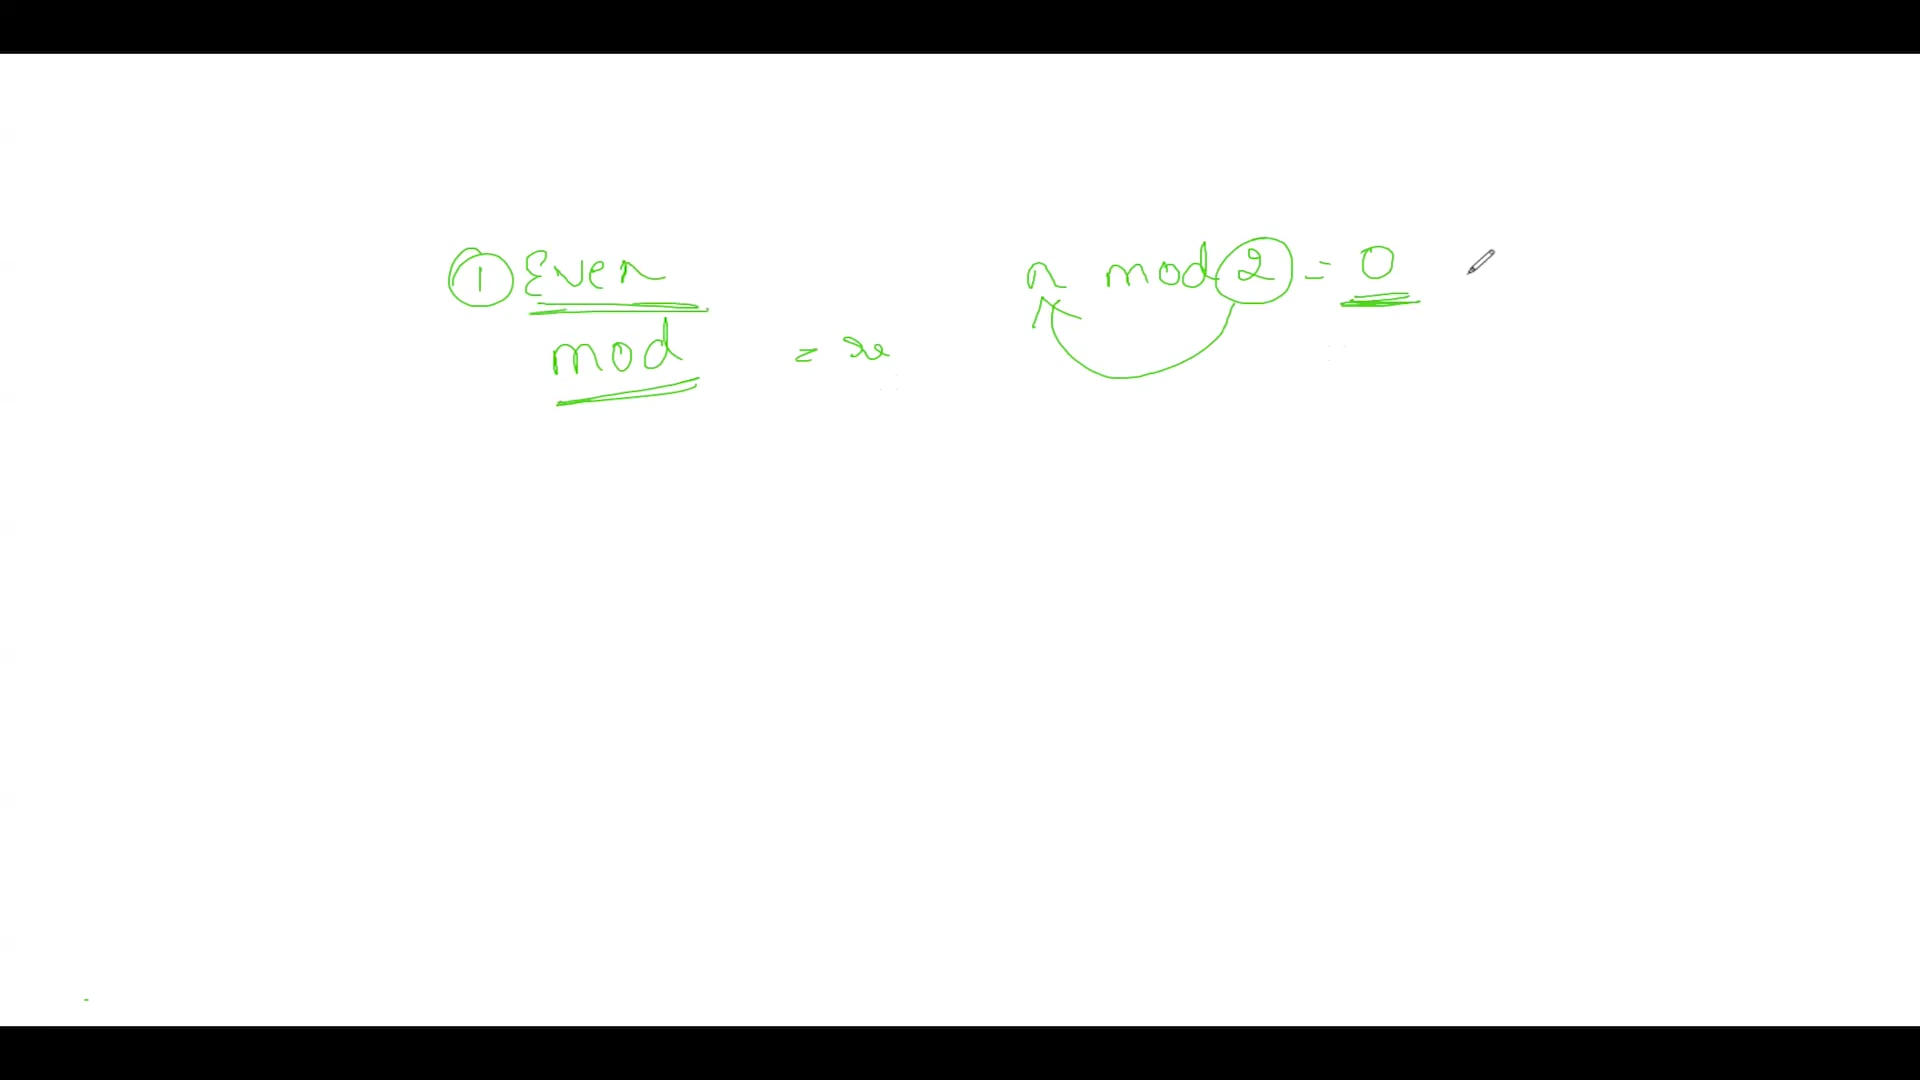 ① Even n mod 2 = 0
mod = r